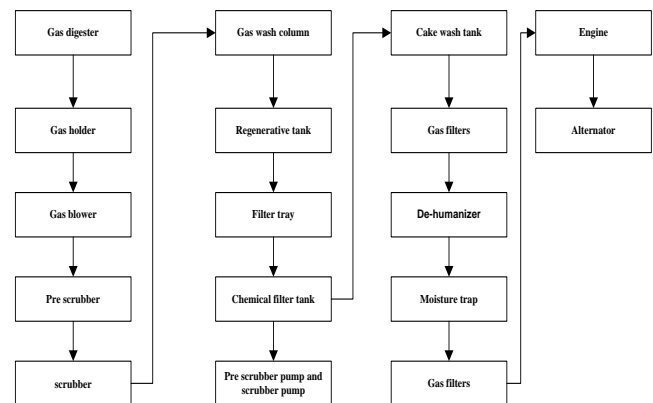 Gas digester
Gas holder
Gas blower
Pre scrubber
scrubber
Gas wash column
Regenerative tank
Filter tray
Chemical filter tank
Pre scrubber pump and
scrubber pump
Cake wash tank
Gas filters
De-humanizer
Moisture trap
Gas filters
Engine
Alternator